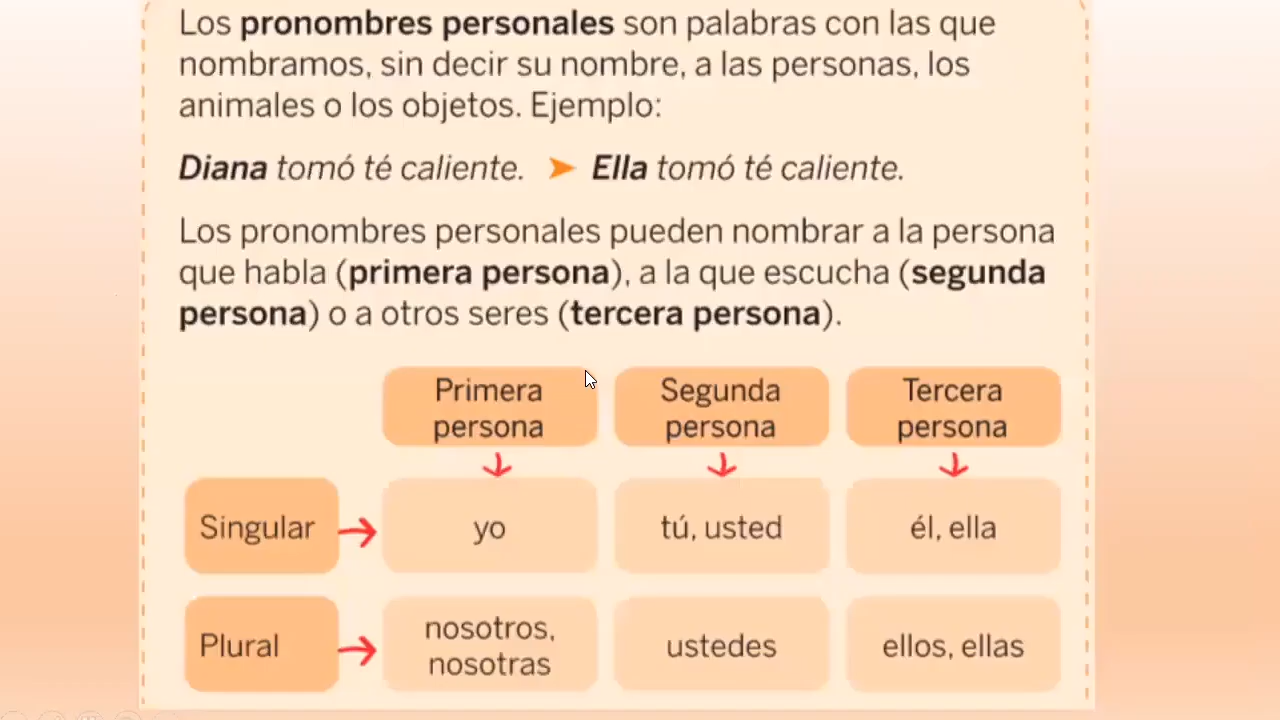 Los pronombres personales son palabras con las que
nombramos, sin decir su nombre, a las personas, los
animales o los objetos. Ejemplo:
Diana tomó té caliente. ➤ Ella tomó té caliente.
Los pronombres personales pueden nombrar a la persona
que habla (primera persona), a la que escucha (segunda
persona) o a otros seres (tercera persona).
Primera persona
Segunda persona
Tercera persona
Singular
yo
tú, usted
él, ella
Plural
nosotros,
nosotras
ustedes
ellos, ellas